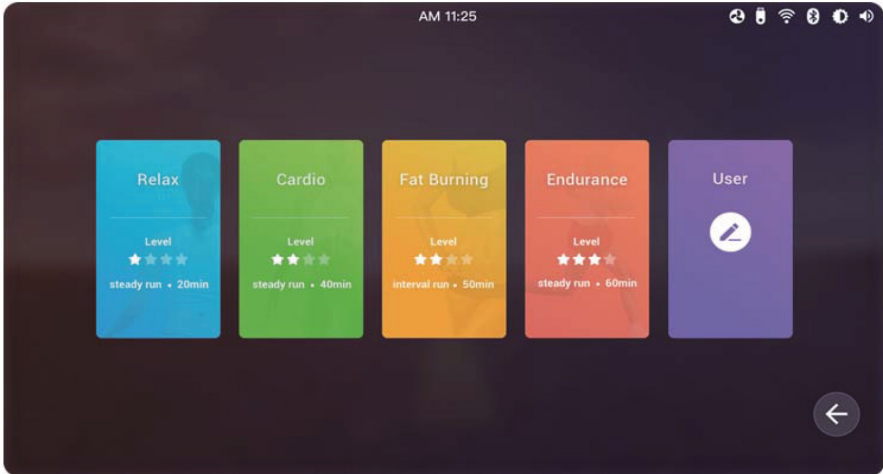 AM 11:25
Relax
Level
steady run • 20min
Cardio
Level
steady run • 40min
Fat Burning
Level
interval run • 50min
Endurance
Level
steady run • 60min
User